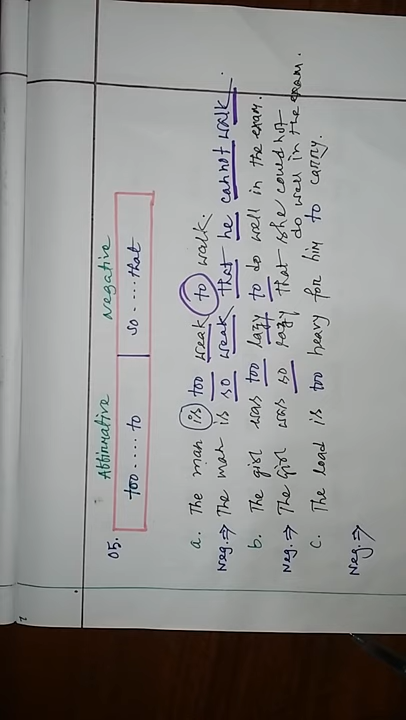 Affirmative Negative
05. too.....to so....that
a. The man is too weak to walk.
Neg.⇒ The man is so weak that he cannot walk.
b. The girl was too lazy to do well in the exam.
Neg.⇒ The girl was so lazy that she could not
do well in the exam.
c. The load is too heavy for him to carry.
Neg.⇒